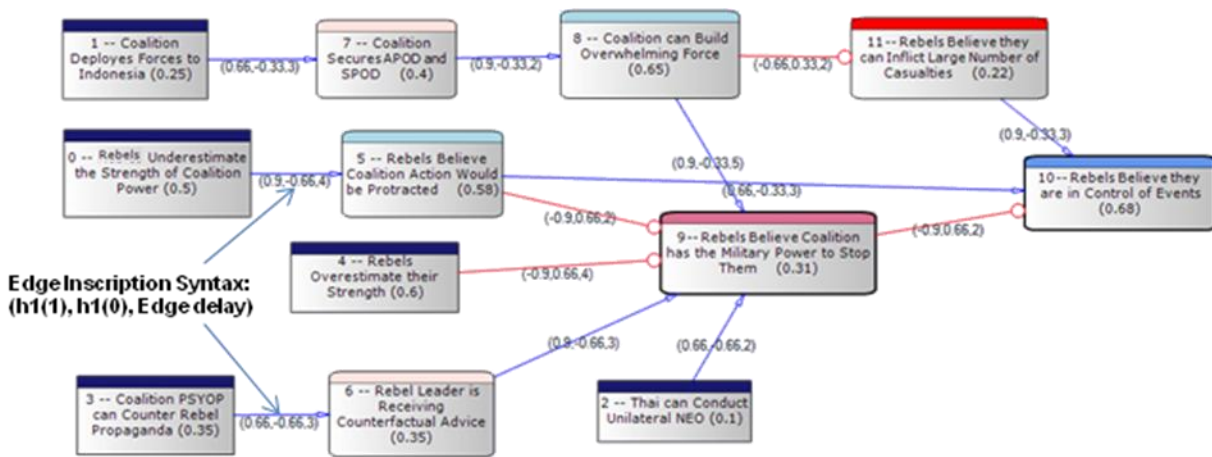 1 -- Coalition
Deployes Forces to
Indonesia (0.25)
(0.66,-0.33,3)
7 -- Coalition
Secures APOD and
SPOD (0.4)
(0.9,-0.33,2)
8 -- Coalition can Build
Overwhelming Force
(0.65)
(-0.66,0.33,2)
11--Rebels Believe they
can Inflict Large Number of
Casualties (0.22)
(0.9,-0.33,3)
0 -- Rebels Underestimate
the Strength of Coalition
Power (0.5)
(0.9,-0.66,4)
5 -- Rebels Believe
Coalition Action Would
be Protracted (0.58)
(0.9,-0.33,5)
(0.66,-0.33,3)
(-0.9,0.66,2)
10--Rebels Believe they
are in Control of Events
(0.68)
(-0.9,0.66,2)
9--Rebels Believe Coalition
has the Military Power to Stop
Them (0.31)
4 -- Rebels
Overestimate their
Strength (0.6)
(-0.9,0.66,4)
Edge Inscription Syntax:
(h1(1), h1(0), Edge delay)
(0.9,-0.66,3)
(0.66,-0.66,2)
3 -- Coalition PSYOP
can Counter Rebel
Propaganda (0.35)
(0.66,-0.66,3)
6 -- Rebel Leader is
Receiving
Counterfactual Advice
(0.35)
2 -- Thai can Conduct
Unilateral NEO (0.1)